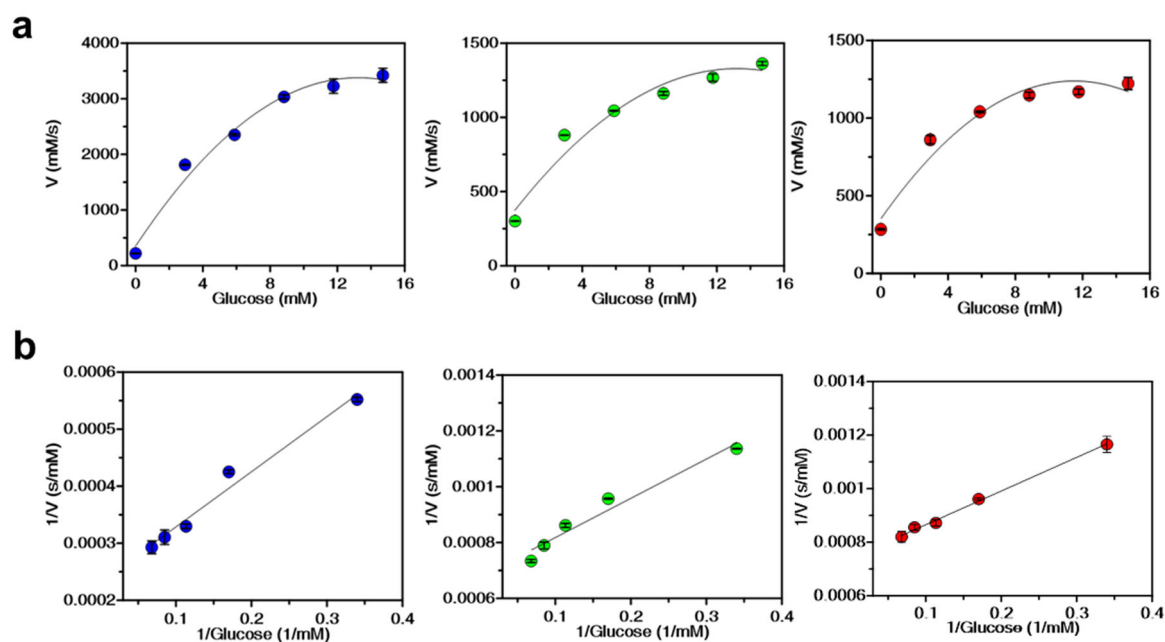 a
4000
3000
2000
1000
0
V (mM/s)
0 4 8 12 16
Glucose (mM)
1500
1000
500
0
V (mM/s)
0 4 8 12 16
Glucose (mM)
1500
1000
500
0
V (mM/s)
0 4 8 12 16
Glucose (mM)
b
0.0006
0.0005
0.0004
0.0003
0.0002
1/V (s/mM)
0.1 0.2 0.3 0.4
1/Glucose (1/mM)
0.0014
0.0012
0.001
0.0008
0.0006
1/V (s/mM)
0.1 0.2 0.3 0.4
1/Glucose (1/mM)
0.0014
0.0012
0.001
0.0008
0.0006
1/V (s/mM)
0.1 0.2 0.3 0.4
1/Glucose (1/mM)